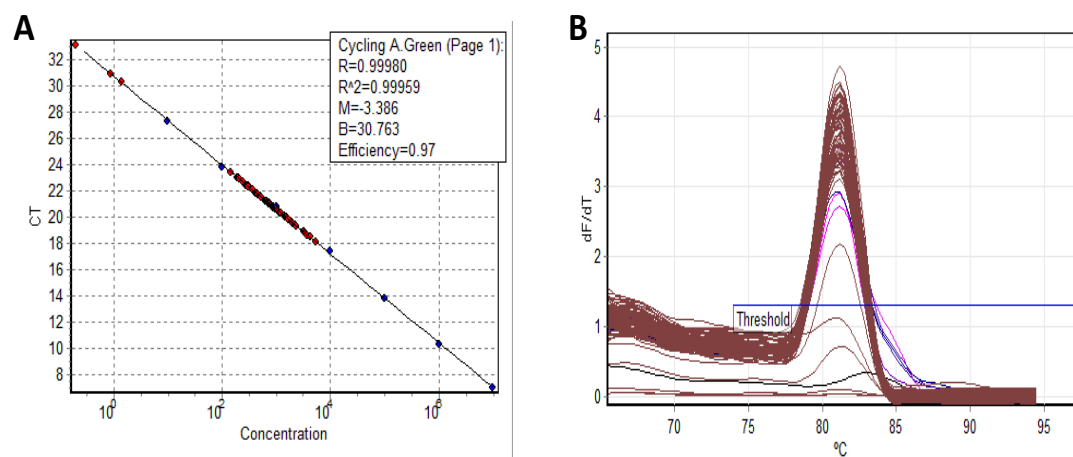 A
B
Cycling A.Green (Page 1):
R=0.99980
R^2=0.99959
M=-3.386
B=30.763
Efficiency=0.97
CT
32
30
28
26
24
22
20
18
16
14
12
10
8
10^0
10^2
10^4
10^6
Concentration
dF/dT
5
4
3
2
1
0
Threshold
70
75
80
85
90
95
ºC